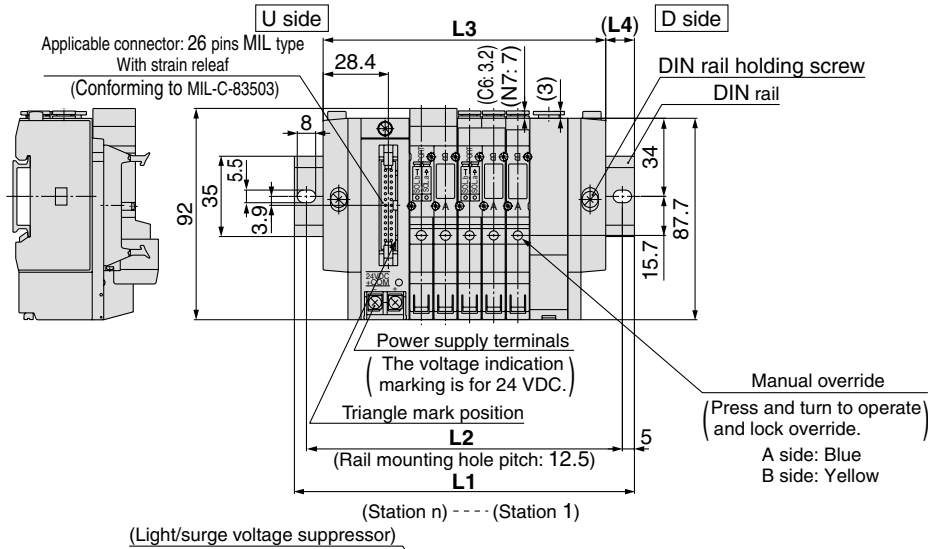 U side
L3
(L4)
D side
Applicable connector: 26 pins MIL type
With strain releaf
(Conforming to MIL-C-83503)
28.4
(C6: 3.2)
(N7: 7)
(3)
DIN rail holding screw
DIN rail
8
5.5
35
3.9
92
34
87.7
15.7
SOLb
SOLa
B
B
B
A
A
A
24VDC
+COM
- +
Power supply terminals
(The voltage indication
marking is for 24 VDC.)
Triangle mark position
Manual override
(Press and turn to operate
and lock override.)
A side: Blue
B side: Yellow
L2
5
(Rail mounting hole pitch: 12.5)
L1
(Station n) ---- (Station 1)
(Light/surge voltage suppressor)